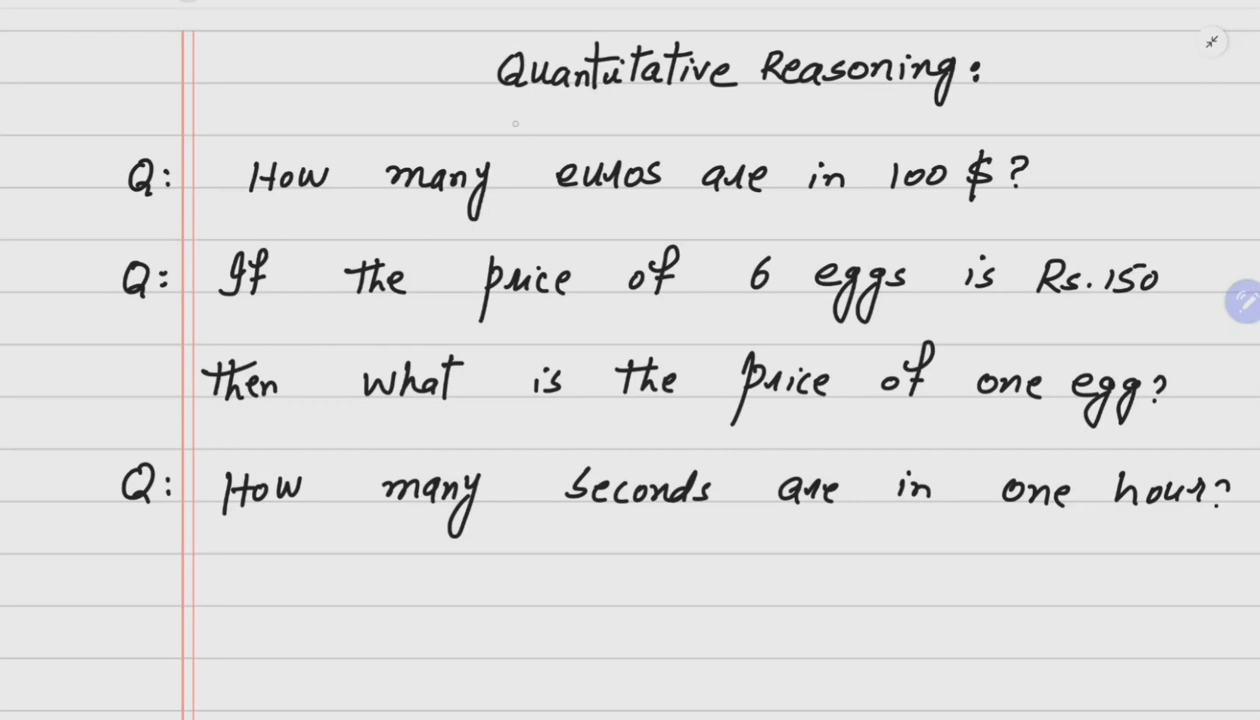 Quantitative Reasoning:
Q: How many euros are in 100 $?
Q: If the price of 6 eggs is Rs. 150
then what is the price of one egg?
Q: How many seconds are in one hour?